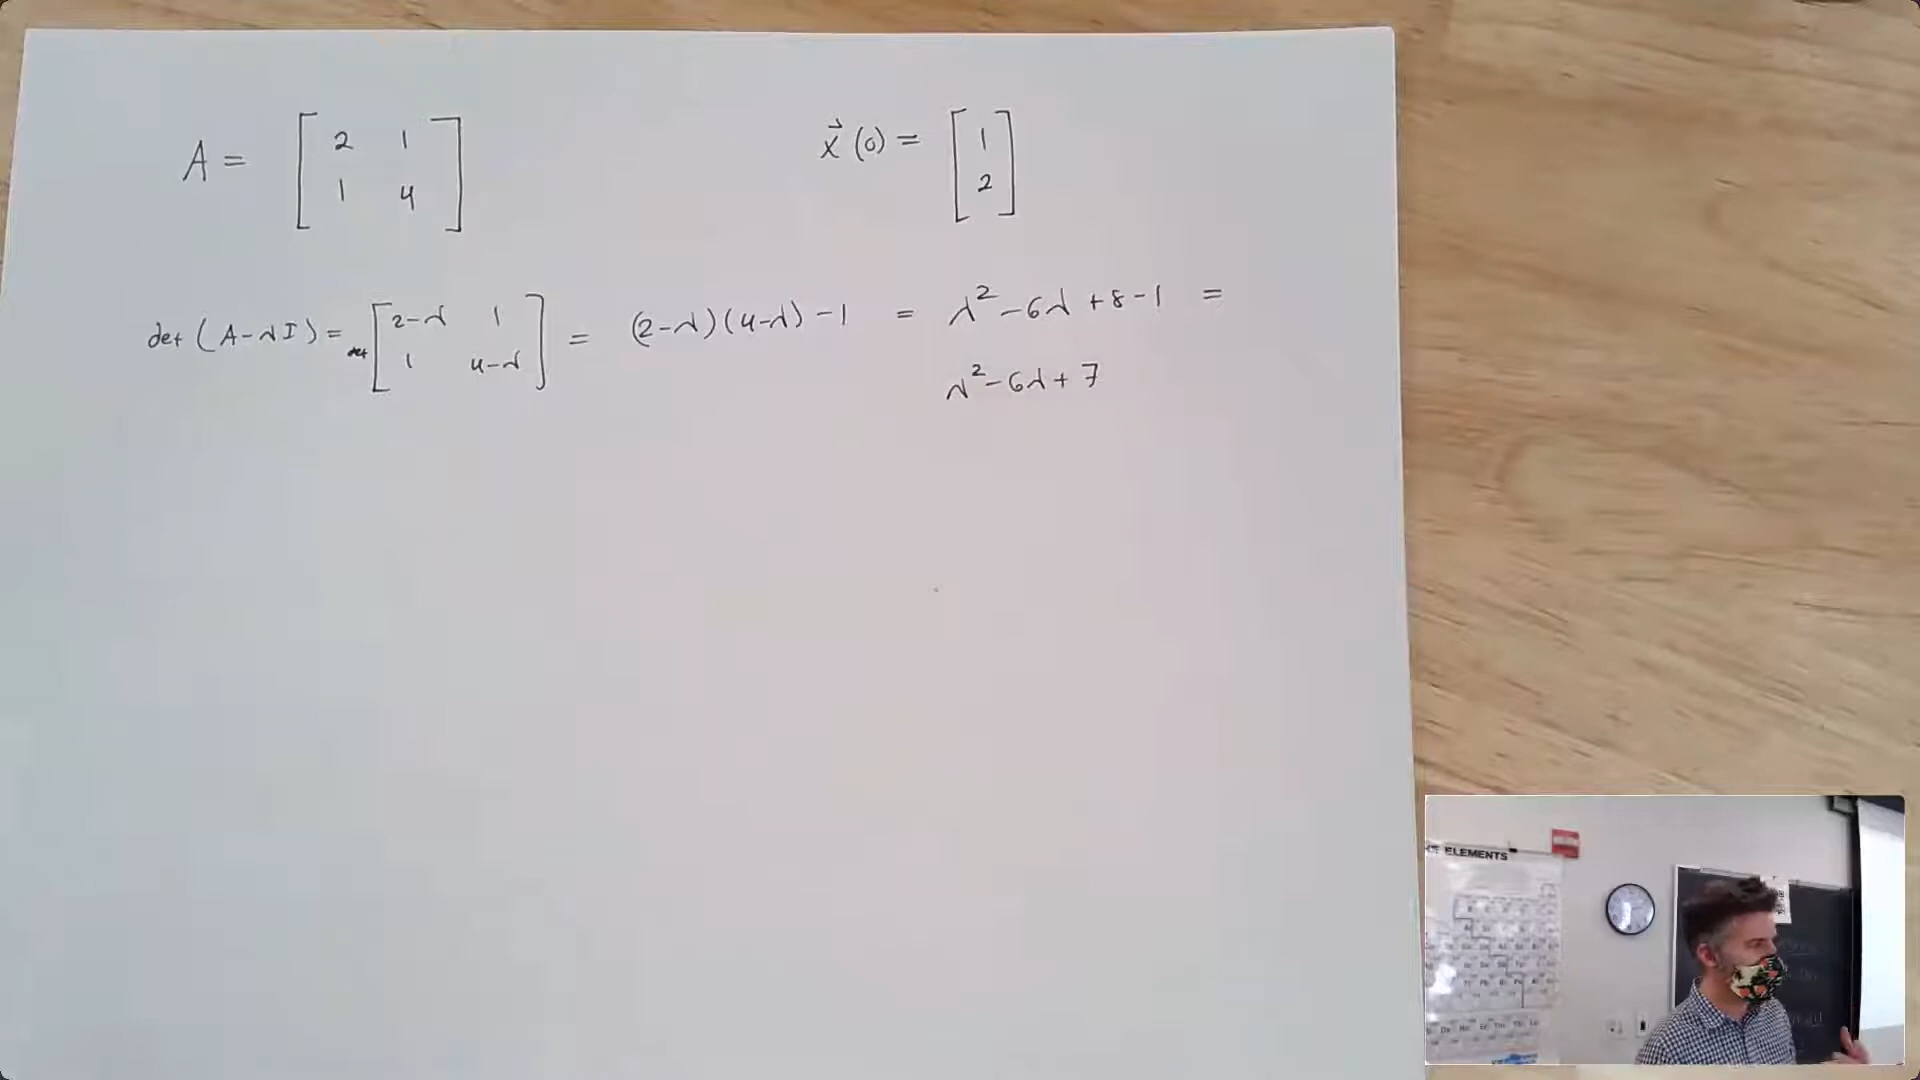 A = [ 2 1 ; 1 4 ]   x⃗ (0) = [ 1 ; 2 ]
det (A-λI) = det [ 2-λ 1 ; 1 4-λ ] = (2-λ)(4-λ) -1 = λ² -6λ +8 -1 =
λ² -6λ + 7
ELEMENTS